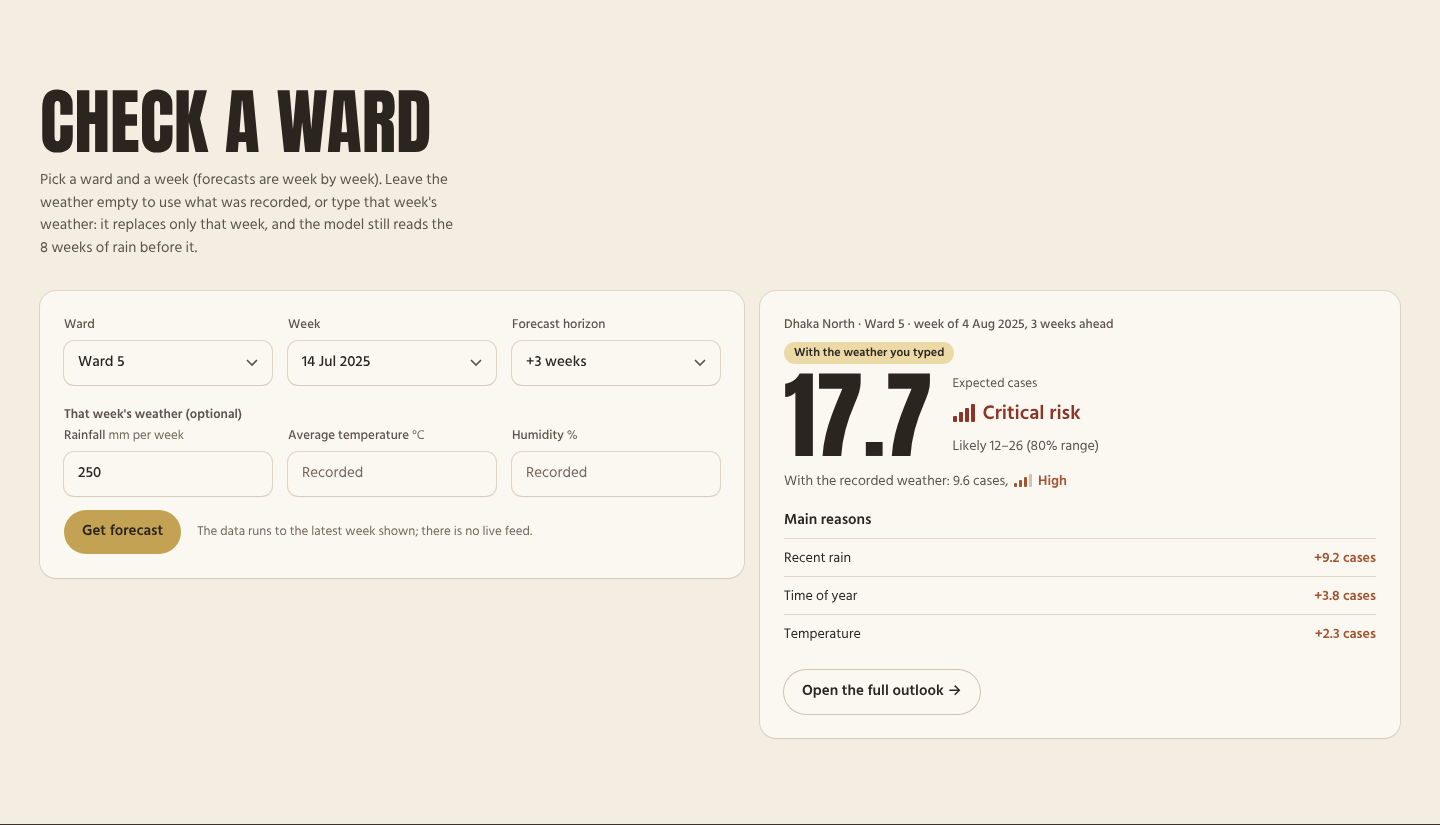 CHECK A WARD
Pick a ward and a week (forecasts are week by week). Leave the
weather empty to use what was recorded, or type that week's
weather: it replaces only that week, and the model still reads the
8 weeks of rain before it.
Ward
Week
Forecast horizon
Ward 5
14 Jul 2025
+3 weeks
That week's weather (optional)
Rainfall mm per week
Average temperature °C
Humidity %
250
Recorded
Recorded
Get forecast
The data runs to the latest week shown; there is no live feed.
Dhaka North · Ward 5 · week of 4 Aug 2025, 3 weeks ahead
With the weather you typed
17.7
Expected cases
Critical risk
Likely 12–26 (80% range)
With the recorded weather: 9.6 cases, High
Main reasons
Recent rain +9.2 cases
Time of year +3.8 cases
Temperature +2.3 cases
Open the full outlook →